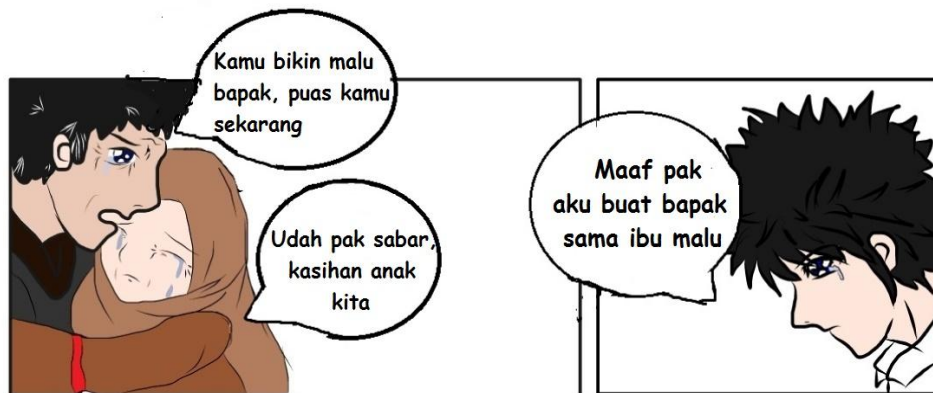 Kamu bikin malu
bapak, puas kamu
sekarang
Udah pak sabar,
kasihan anak
kita
Maaf pak
aku buat bapak
sama ibu malu